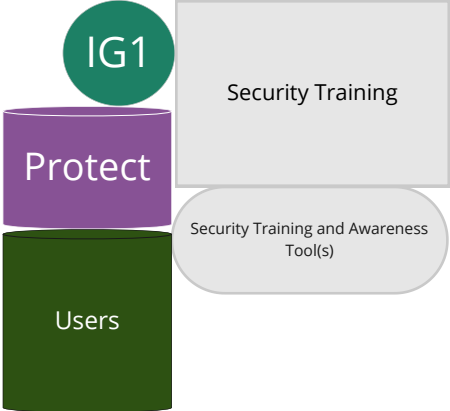 IG1
Security Training
Protect
Security Training and Awareness
Tool(s)
Users